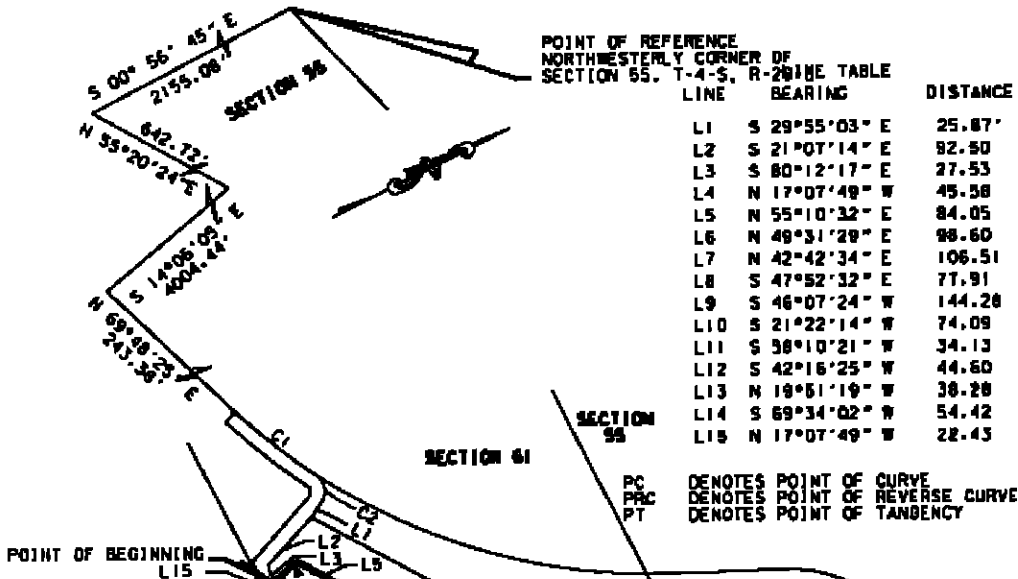 POINT OF REFERENCE
NORTHWESTERLY CORNER OF
SECTION 55, T-4-S, R-29
LINE TABLE
LINE BEARING DISTANCE
L1 S 29°55'03" E 25.87'
L2 S 21°07'14" E 92.50
L3 S 80°12'17" E 27.53
L4 N 17°07'49" W 45.58
L5 N 55°10'32" E 84.05
L6 N 49°31'29" E 98.60
L7 N 42°42'34" E 106.51
L8 S 47°52'32" E 77.91
L9 S 46°07'24" W 144.28
L10 S 21°22'14" W 74.09
L11 S 38°10'21" W 34.13
L12 S 42°16'25" W 44.60
L13 N 19°51'19" W 38.28
L14 S 69°34'02" W 54.42
L15 N 17°07'49" W 22.43
PC DENOTES POINT OF CURVE
PRC DENOTES POINT OF REVERSE CURVE
PT DENOTES POINT OF TANGENCY
S 00° 56' 45" E
2155.08'
SECTION 56
N 55°20'24" E
642.72'
S 14°06'05" E
4004.44'
N 69°48'25" E
243.38'
C1
SECTION 61
SECTION
55
C2
L1
L2
L3
L5
POINT OF BEGINNING
L15